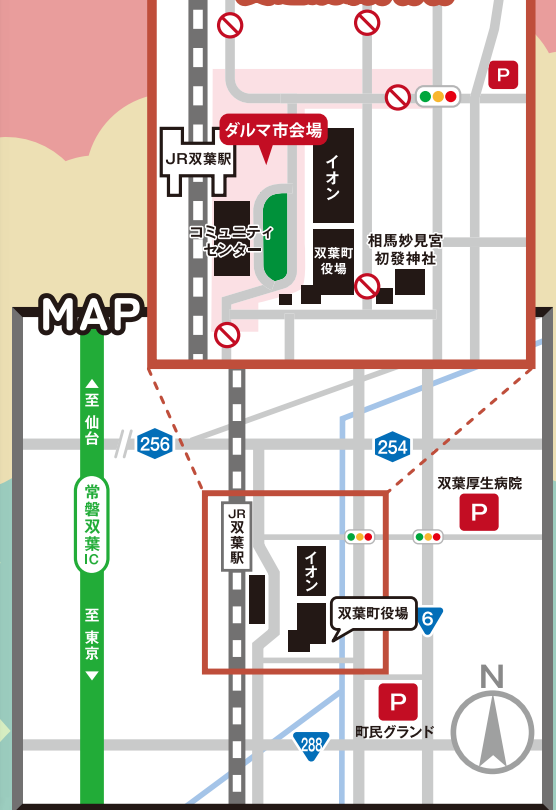 P
ダルマ市会場
JR双葉駅
イオン
コミュニティ
センター
双葉町
役場
相馬妙見宮
初發神社
MAP
至 仙台
256
254
常磐双葉IC
双葉厚生病院
P
JR
双葉駅
イオン
双葉町役場
6
至 東京
N
P
町民グランド
288